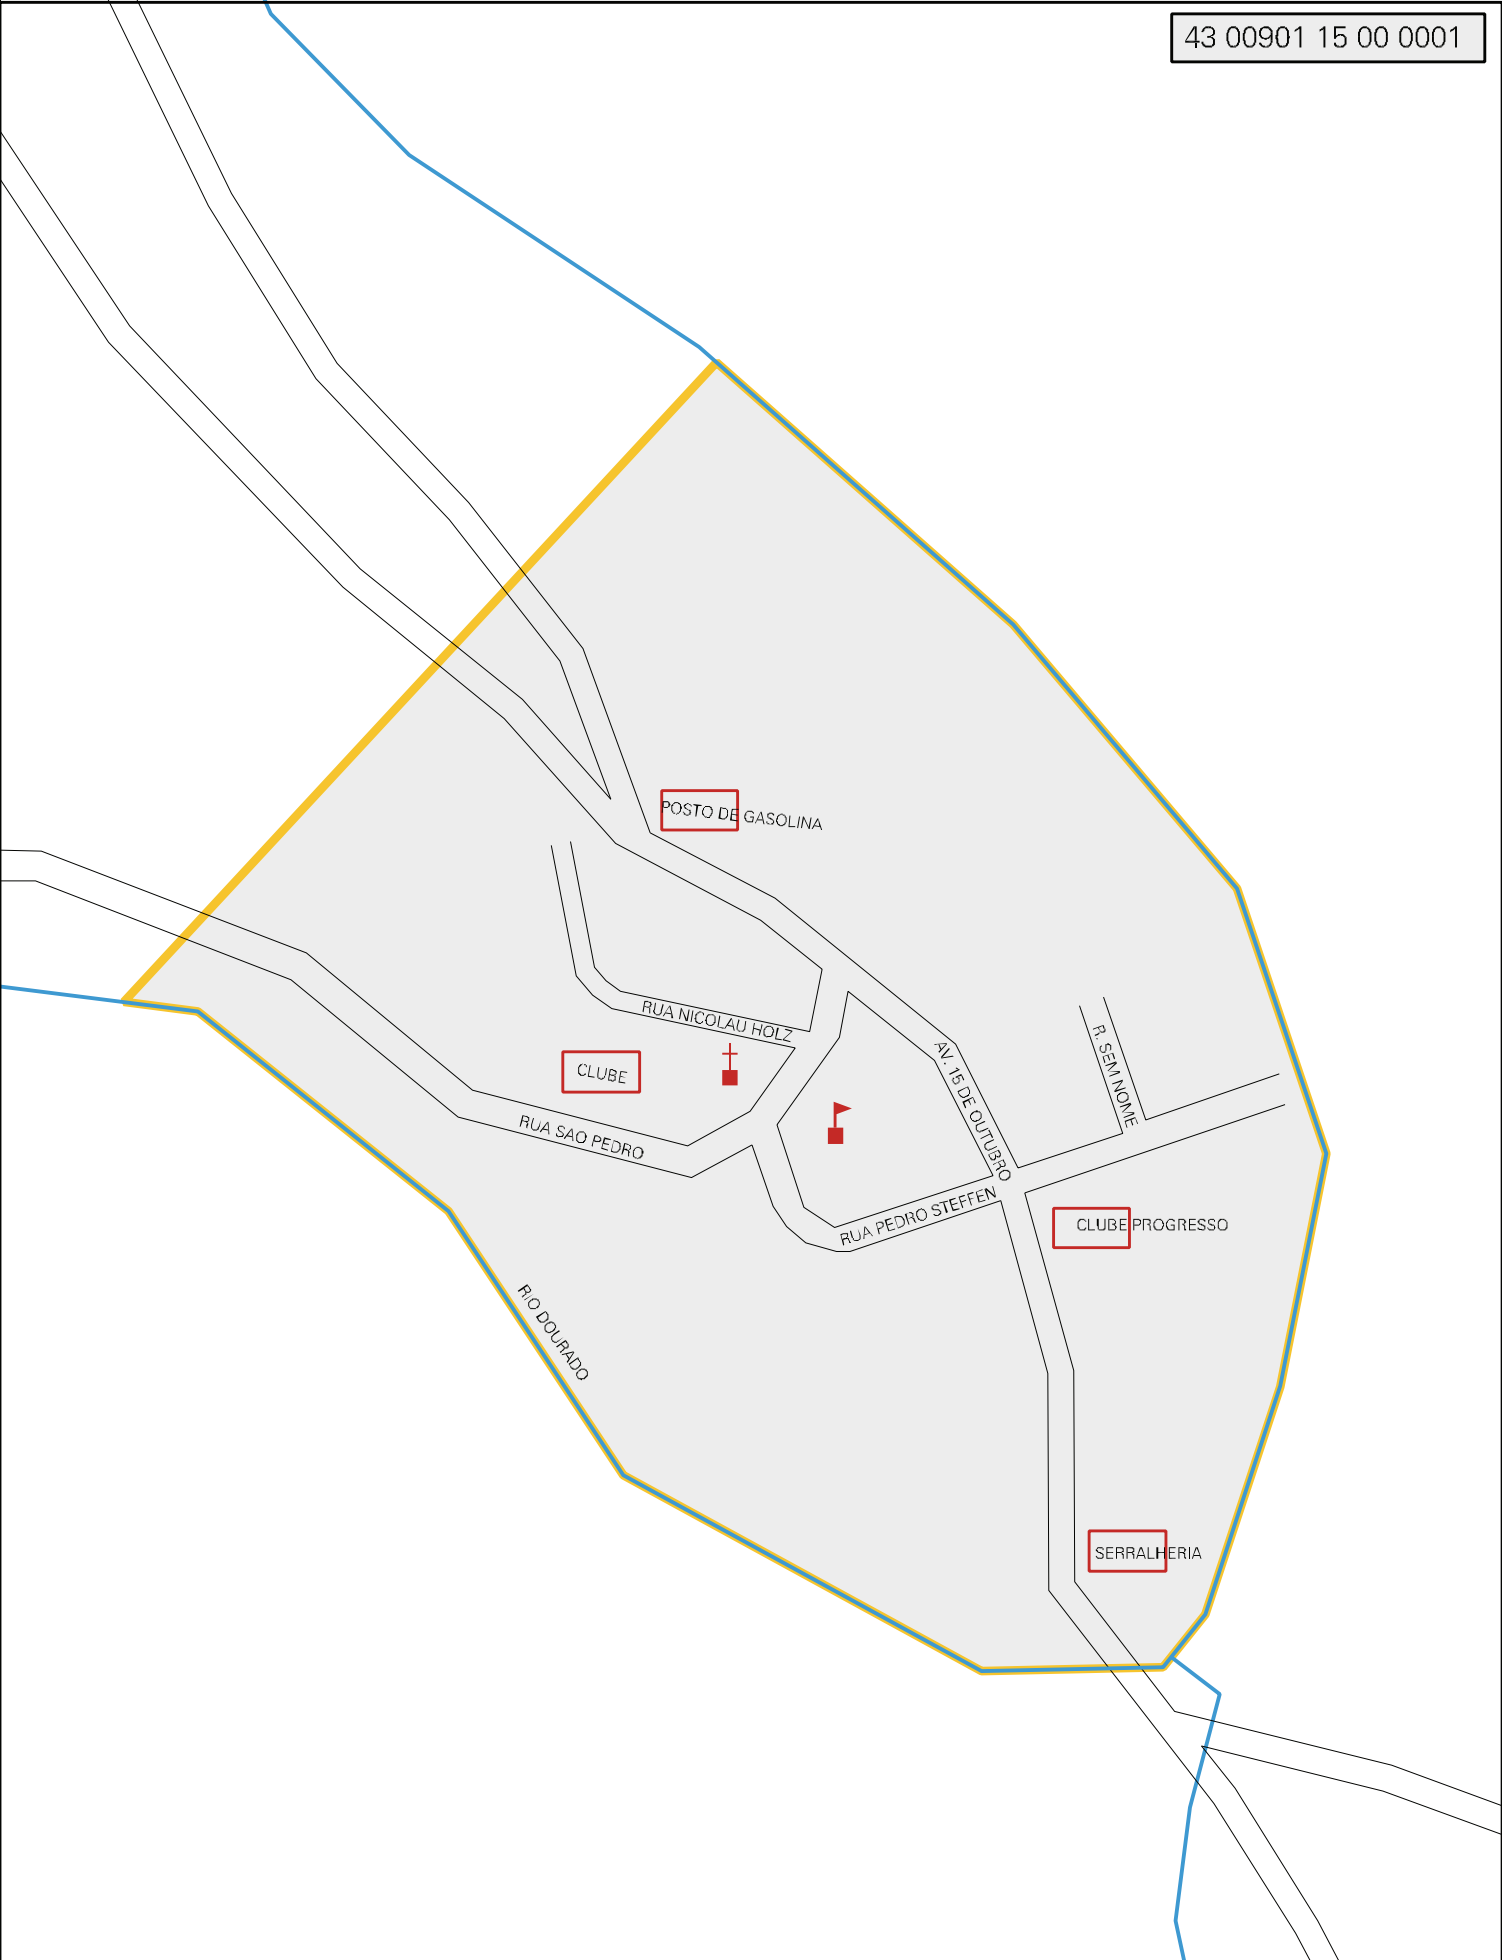 43 00901 15 00 0001
POSTO DE GASOLINA
RUA NICOLAU HOLZ
CLUBE
RUA SAO PEDRO
AV. 15 DE OUTUBRO
R. SEM NOME
RUA PEDRO STEFFEN
CLUBE PROGRESSO
RIO DOURADO
SERRALHERIA